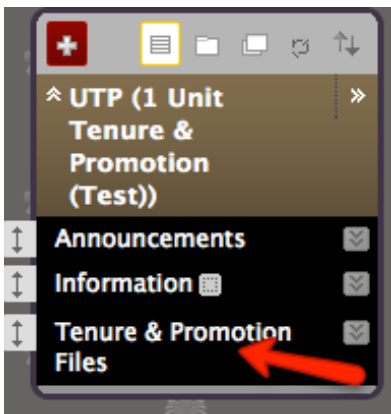 UTP (1 Unit
Tenure &
Promotion
(Test))
Announcements
Information
Tenure & Promotion
Files